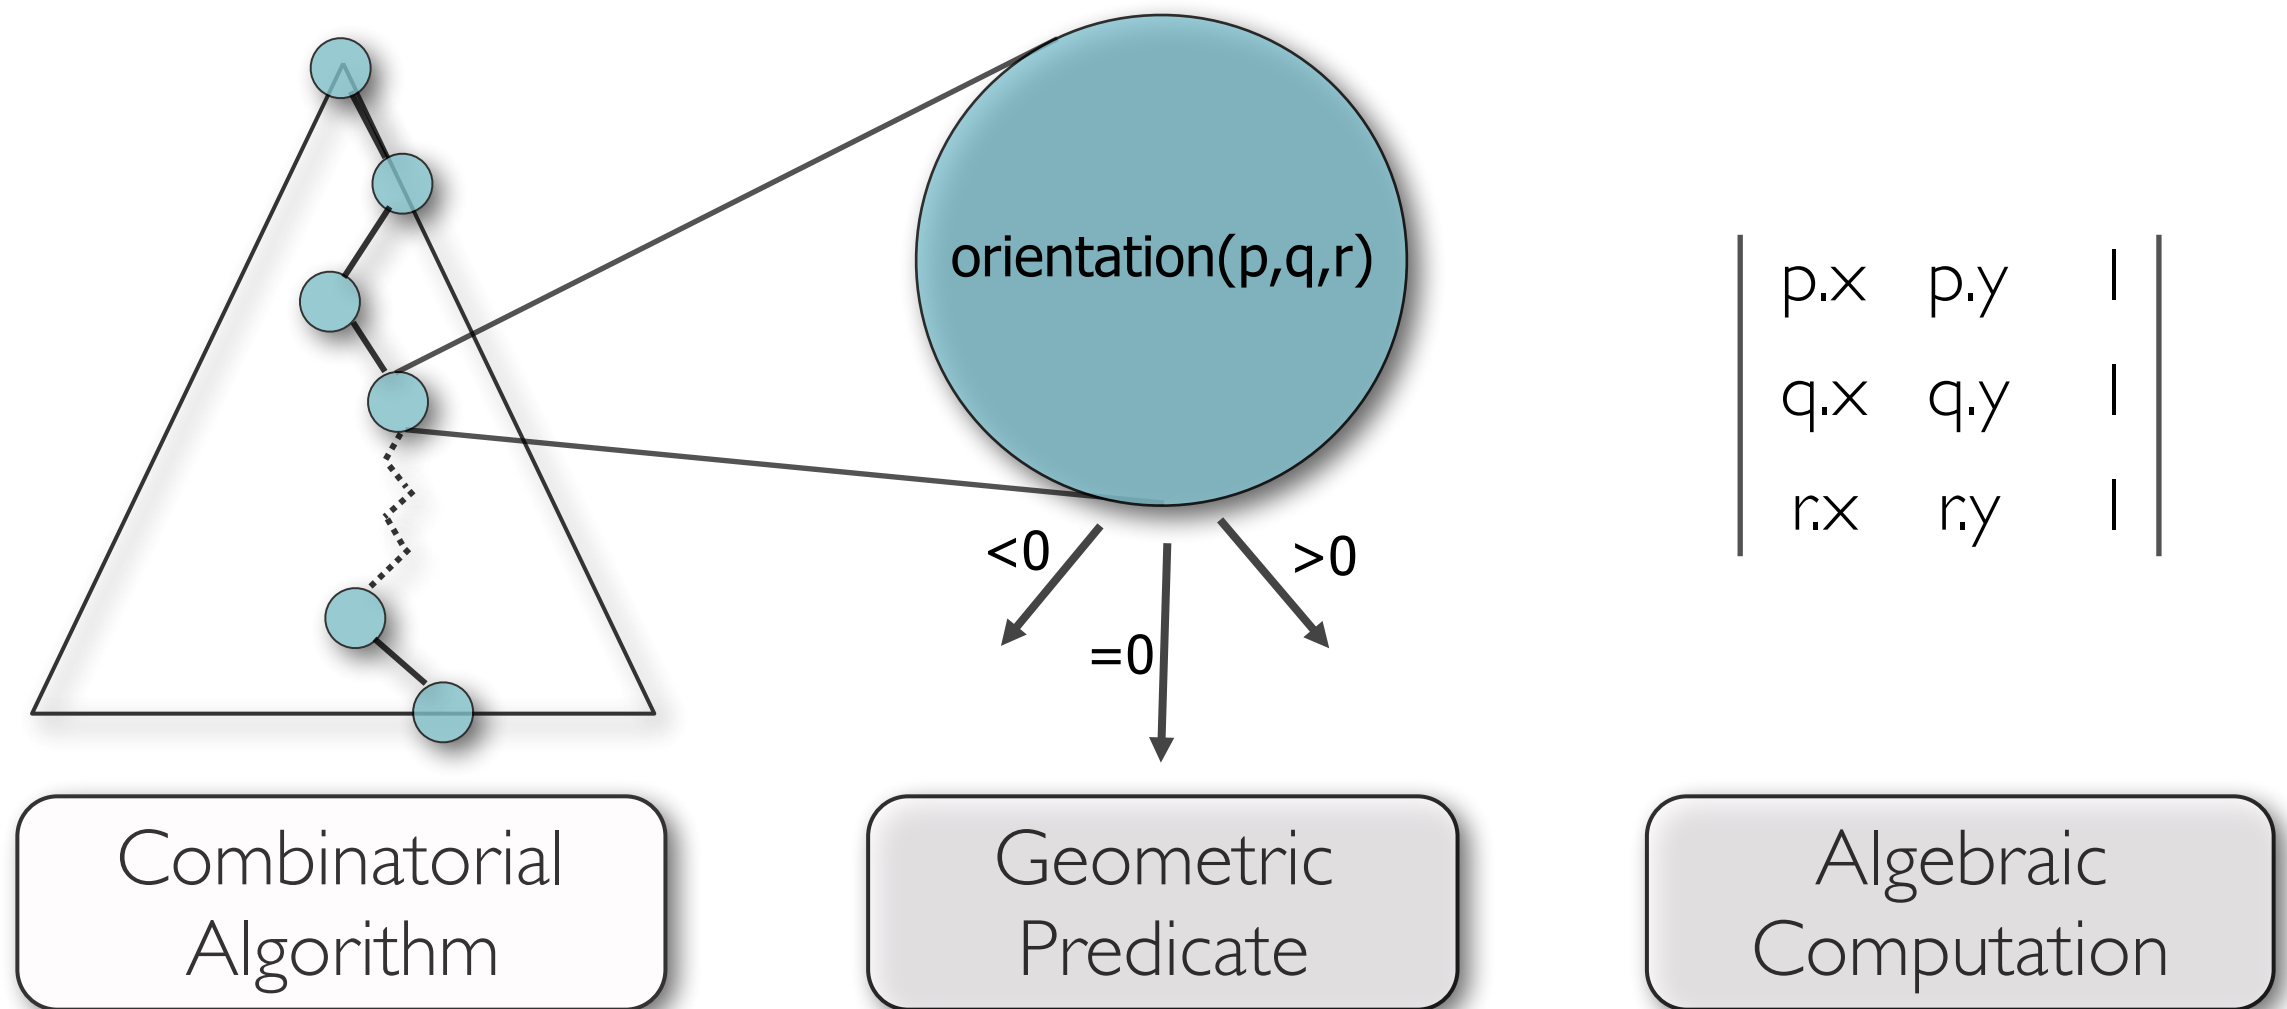 orientation(p,q,r)
<0
=0
>0
p.x p.y 1
q.x q.y 1
r.x r.y 1
Combinatorial
Algorithm
Geometric
Predicate
Algebraic
Computation